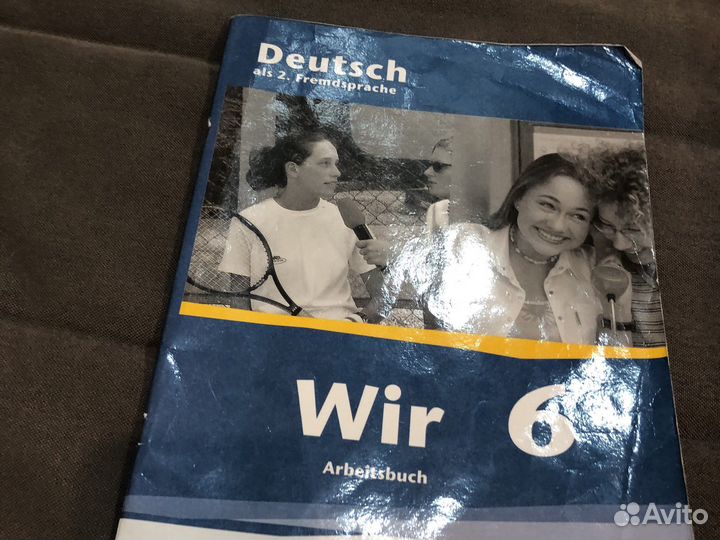 Deutsch
als 2. Fremdsprache
Wir 6
Arbeitsbuch
Avito